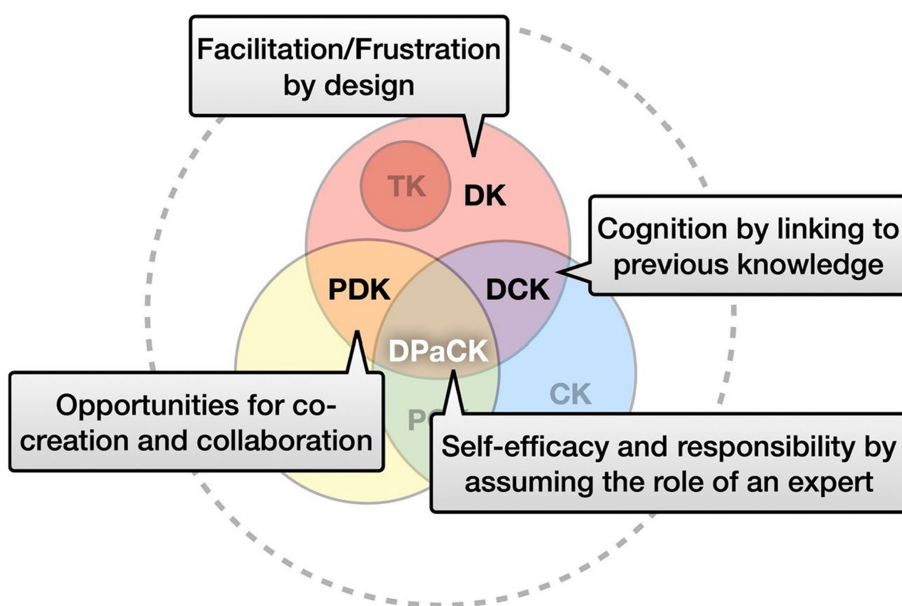 Facilitation/Frustration
by design
TK
DK
Cognition by linking to
previous knowledge
PDK
DCK
DPaCK
CK
Opportunities for co-
creation and collaboration
Self-efficacy and responsibility by
assuming the role of an expert